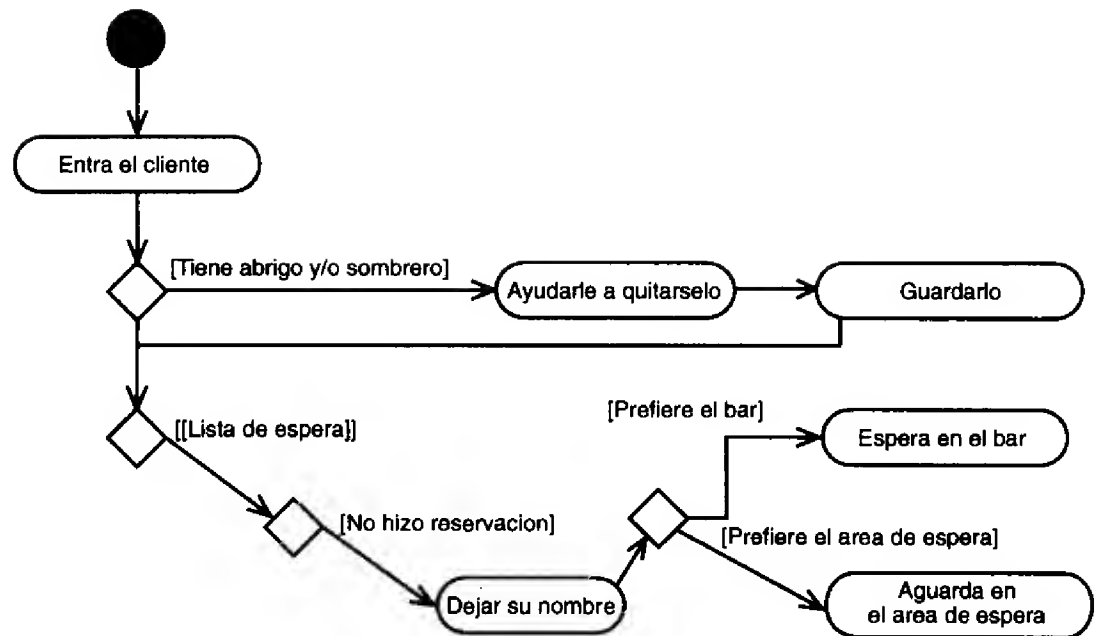 Entra el cliente
[Tiene abrigo y/o sombrero]
Ayudarle a quitarselo
Guardarlo
[[Lista de espera]]
[Prefiere el bar]
Espera en el bar
[No hizo reservacion]
[Prefiere el area de espera]
Dejar su nombre
Aguarda en
el area de espera